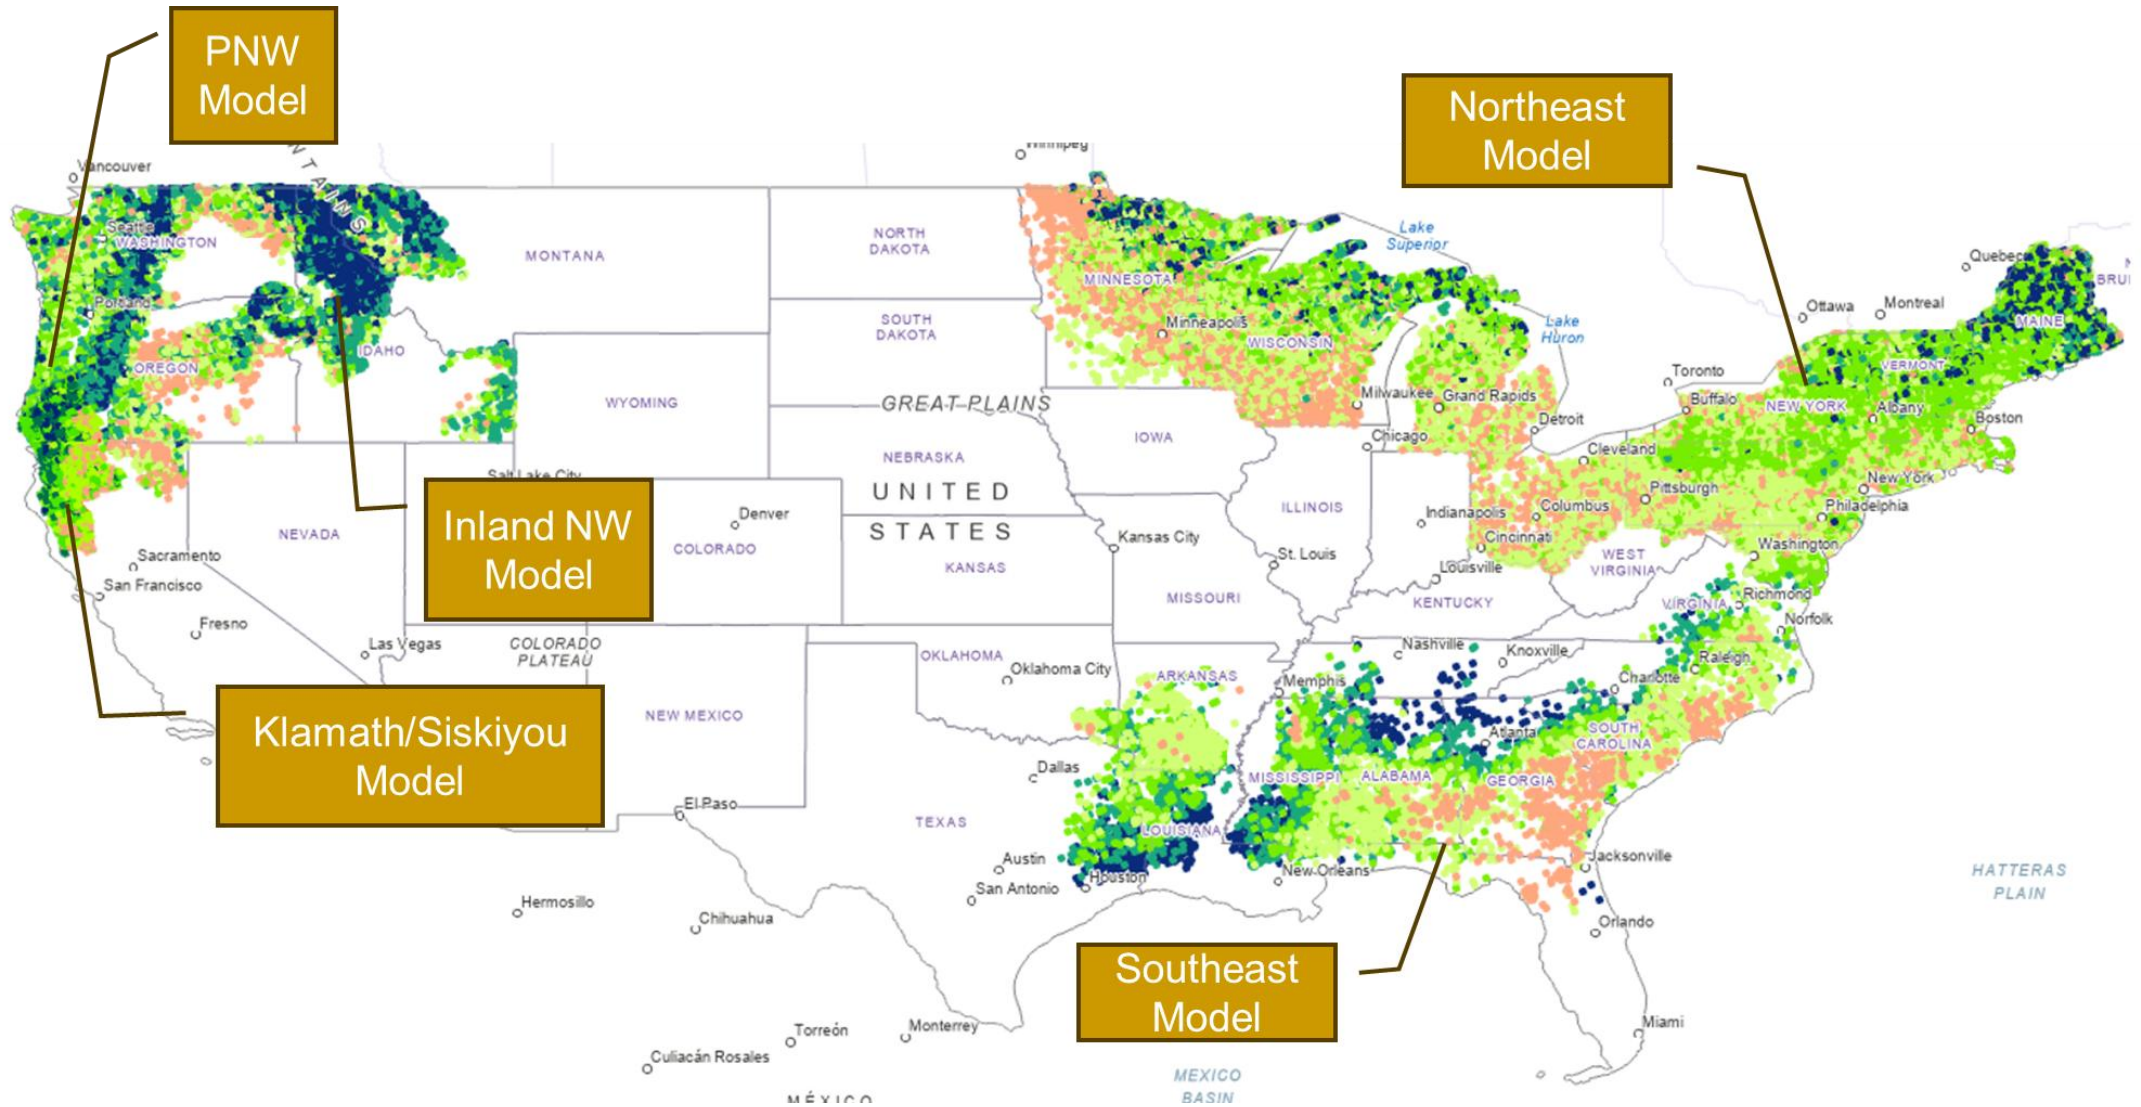 PNW
Model
Northeast
Model
NTAINS
Vancouver
Winnipeg
Seattle
WASHINGTON
MONTANA
NORTH
DAKOTA
Lake
Superior
Quebec
Portland
MINNESOTA
Ottawa
Montreal
MAINE
SOUTH
DAKOTA
Minneapolis
Lake
Huron
WISCONSIN
OREGON
IDAHO
VERMONT
Toronto
WYOMING
GREAT PLAINS
Milwaukee
Grand Rapids
Buffalo
NEW YORK
Albany
Boston
Detroit
Chicago
IOWA
Cleveland
NEBRASKA
Salt Lake City
UNITED
STATES
Pittsburgh
New York
Inland NW
Model
Denver
COLORADO
NEVADA
ILLINOIS
Indianapolis
Columbus
Philadelphia
Cincinnati
Kansas City
St. Louis
Washington
Sacramento
San Francisco
KANSAS
Louisville
WEST
VIRGINIA
MISSOURI
KENTUCKY
VIRGINIA
Richmond
Norfolk
Fresno
Las Vegas
COLORADO
PLATEAU
OKLAHOMA
Oklahoma City
Nashville
Knoxville
Raleigh
ARKANSAS
Memphis
Charlotte
Klamath/Siskiyou
Model
NEW MEXICO
Atlanta
SOUTH
CAROLINA
Dallas
MISSISSIPPI
ALABAMA
GEORGIA
El Paso
TEXAS
LOUISIANA
Austin
San Antonio
Houston
New Orleans
Jacksonville
HATTERAS
PLAIN
Hermosillo
Chihuahua
Orlando
Southeast
Model
Torreón
Monterrey
Miami
Culiacán Rosales
MEXICO
BASIN
MÉXICO